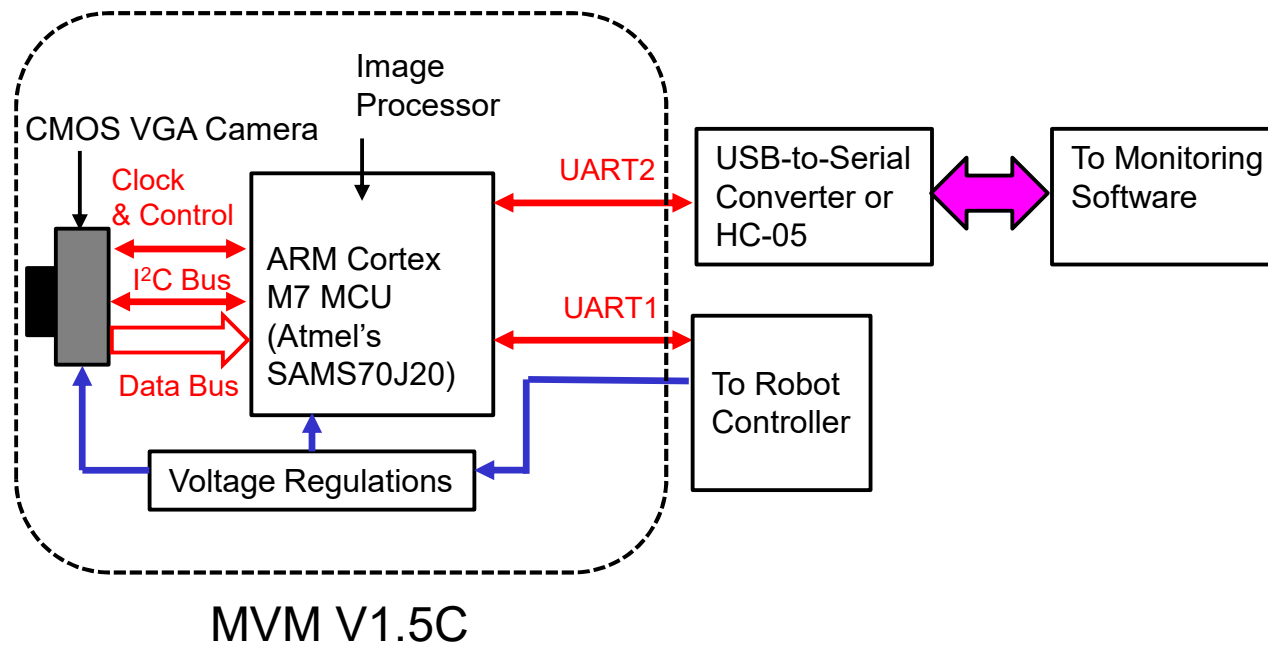 Image
Processor
CMOS VGA Camera
Clock
& Control
I²C Bus
Data Bus
ARM Cortex
M7 MCU
(Atmel's
SAMS70J20)
Voltage Regulations
UART2
UART1
USB-to-Serial
Converter or
HC-05
To Monitoring
Software
To Robot
Controller
MVM V1.5C